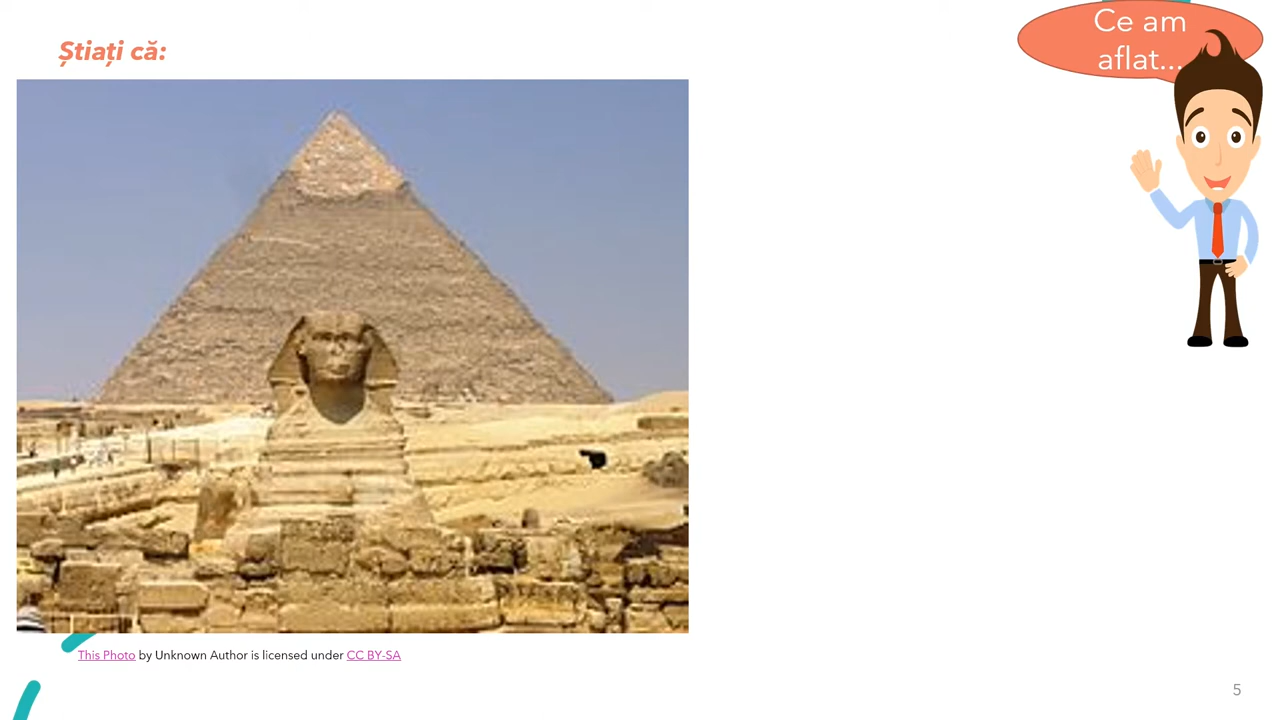 Știați că:
Ce am
aflat...
This Photo by Unknown Author is licensed under CC BY-SA
5